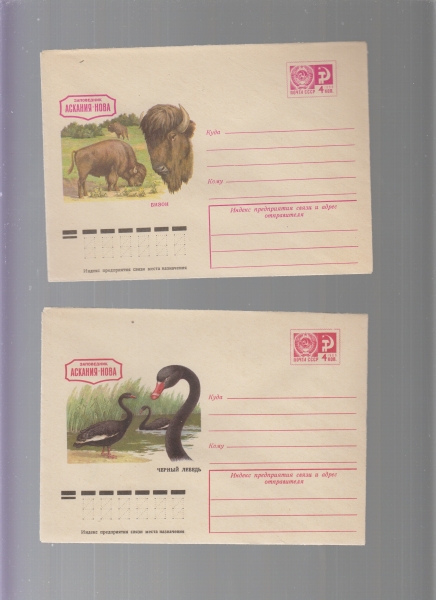 ЗАПОВЕДНИК
АСКАНИЯ-НОВА
ПОЧТА СССР 4 КОП.
Куда
Кому
БИЗОН
Индекс предприятия связи и адрес
отправителя
Индекс предприятия связи места назначения
ЗАПОВЕДНИК
АСКАНИЯ-НОВА
ПОЧТА СССР 4 КОП.
Куда
Кому
ЧЕРНЫЙ ЛЕБЕДЬ
Индекс предприятия связи и адрес
отправителя
Индекс предприятия связи места назначения